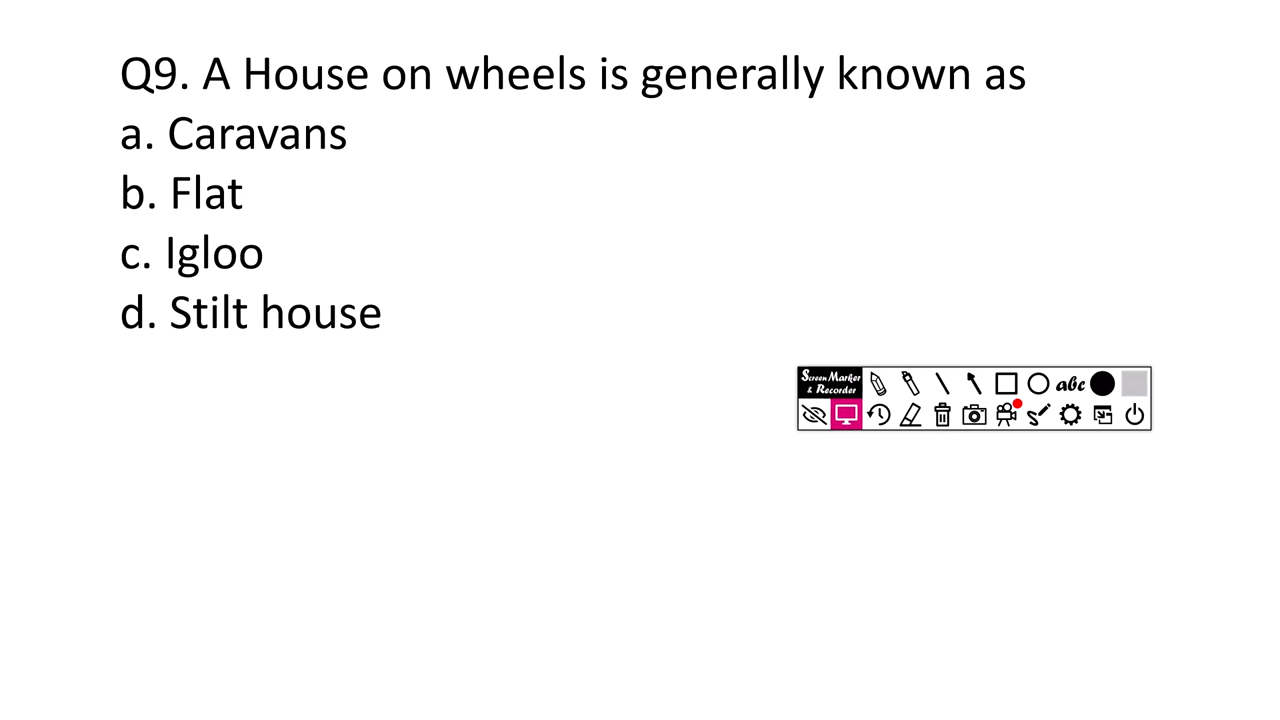 Q9. A House on wheels is generally known as
a. Caravans
b. Flat
c. Igloo
d. Stilt house
Screen Marker
& Recorder
abc